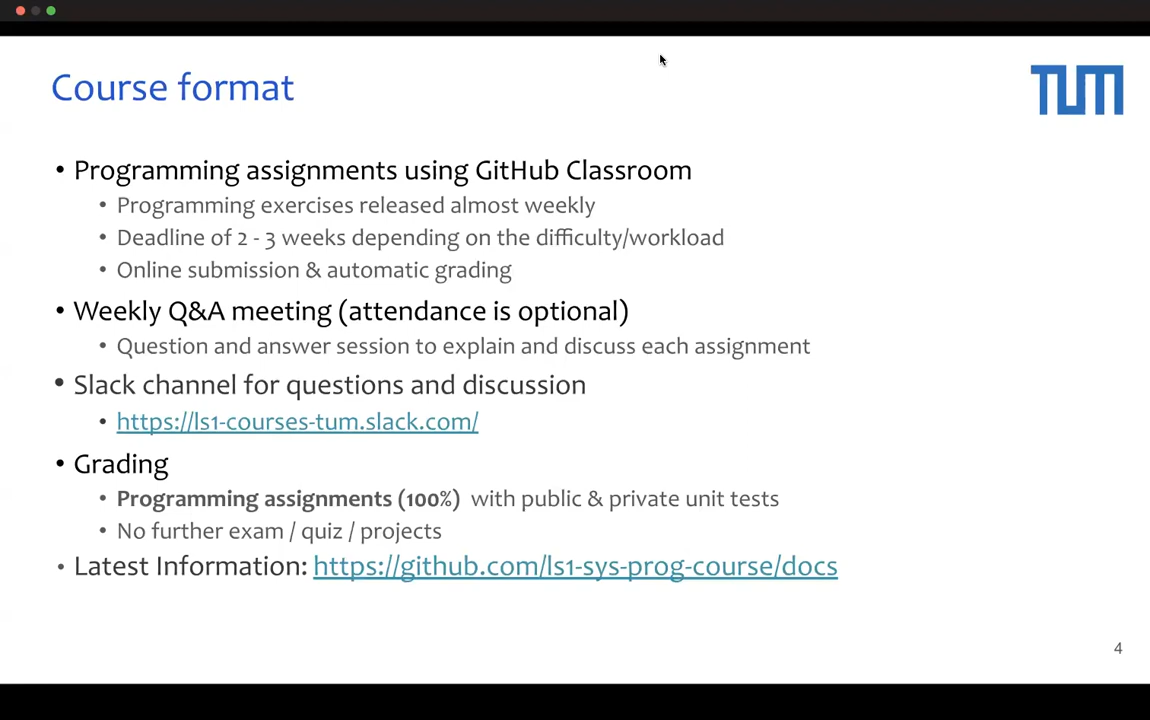 Course format
TUM
• Programming assignments using GitHub Classroom
• Programming exercises released almost weekly
• Deadline of 2 - 3 weeks depending on the difficulty/workload
• Online submission & automatic grading
• Weekly Q&A meeting (attendance is optional)
• Question and answer session to explain and discuss each assignment
• Slack channel for questions and discussion
• https://ls1-courses-tum.slack.com/
• Grading
• Programming assignments (100%) with public & private unit tests
• No further exam / quiz / projects
• Latest Information: https://github.com/ls1-sys-prog-course/docs
4